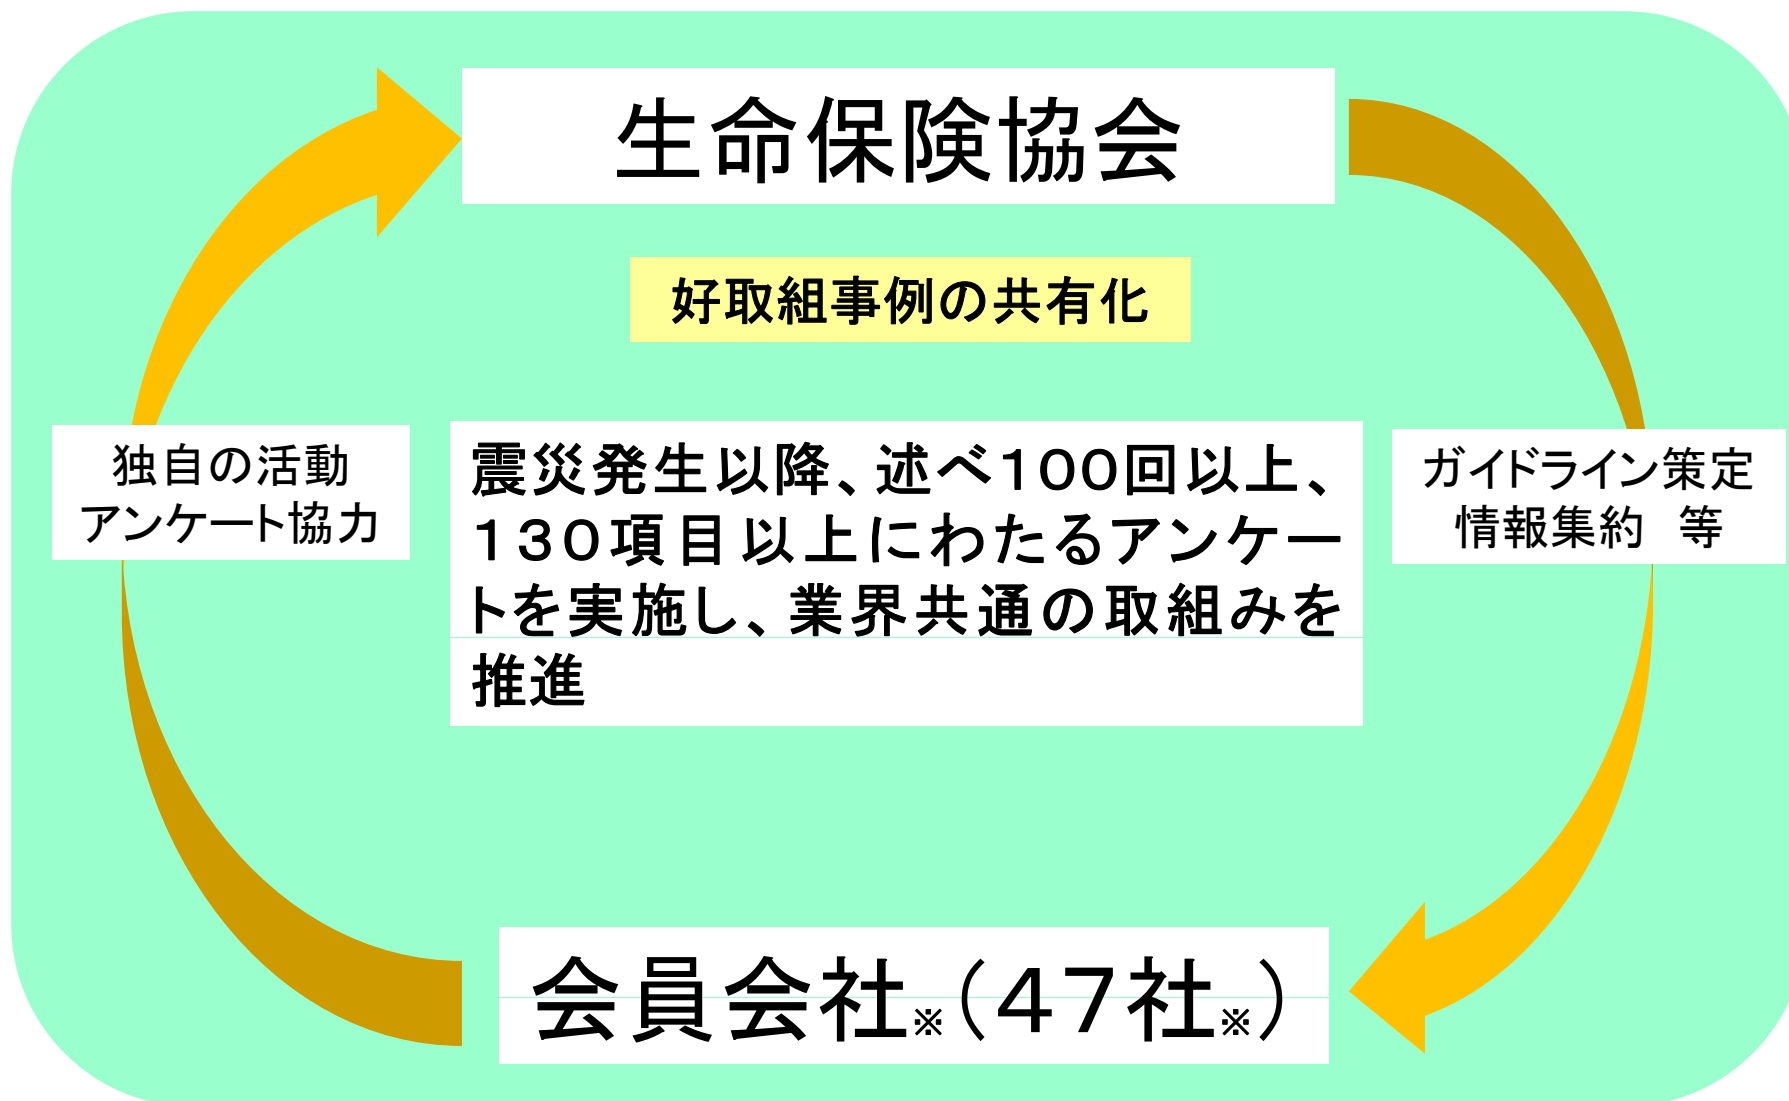 生命保険協会
好取組事例の共有化
独自の活動
アンケート協力
震災発生以降、述べ１００回以上、
１３０項目以上にわたるアンケー
トを実施し、業界共通の取組みを
推進
ガイドライン策定
情報集約　等
会員会社※（４７社※）